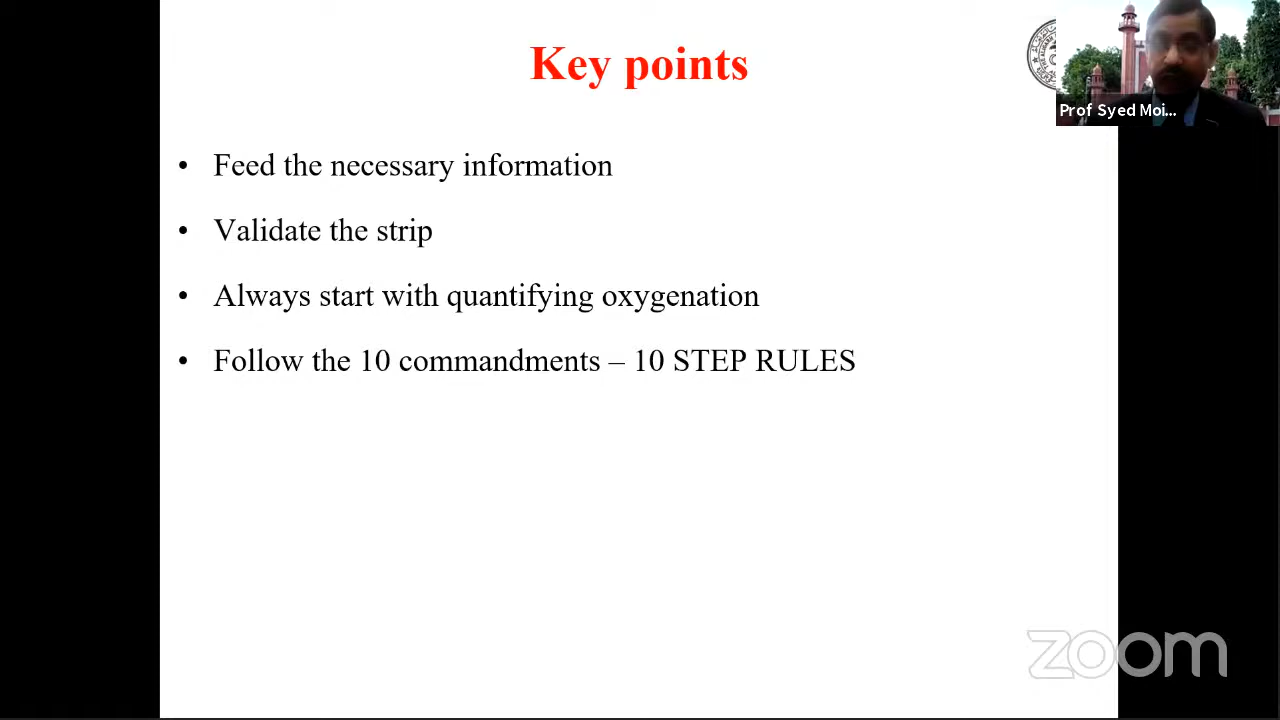 Key points
Prof Syed Moi...
• Feed the necessary information
• Validate the strip
• Always start with quantifying oxygenation
• Follow the 10 commandments – 10 STEP RULES
zoom